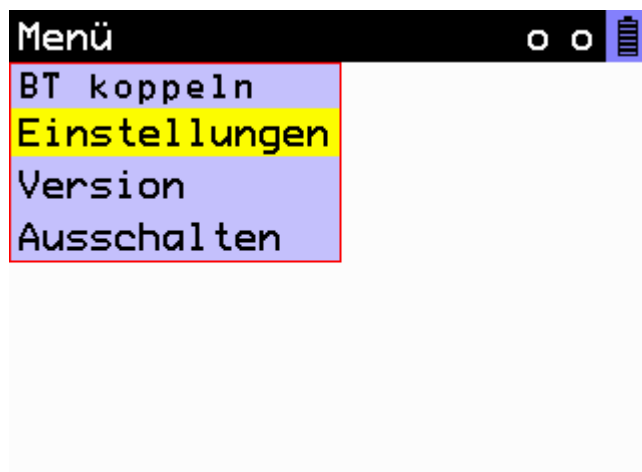 Menü o o
BT koppeln
Einstellungen
Version
Ausschalten